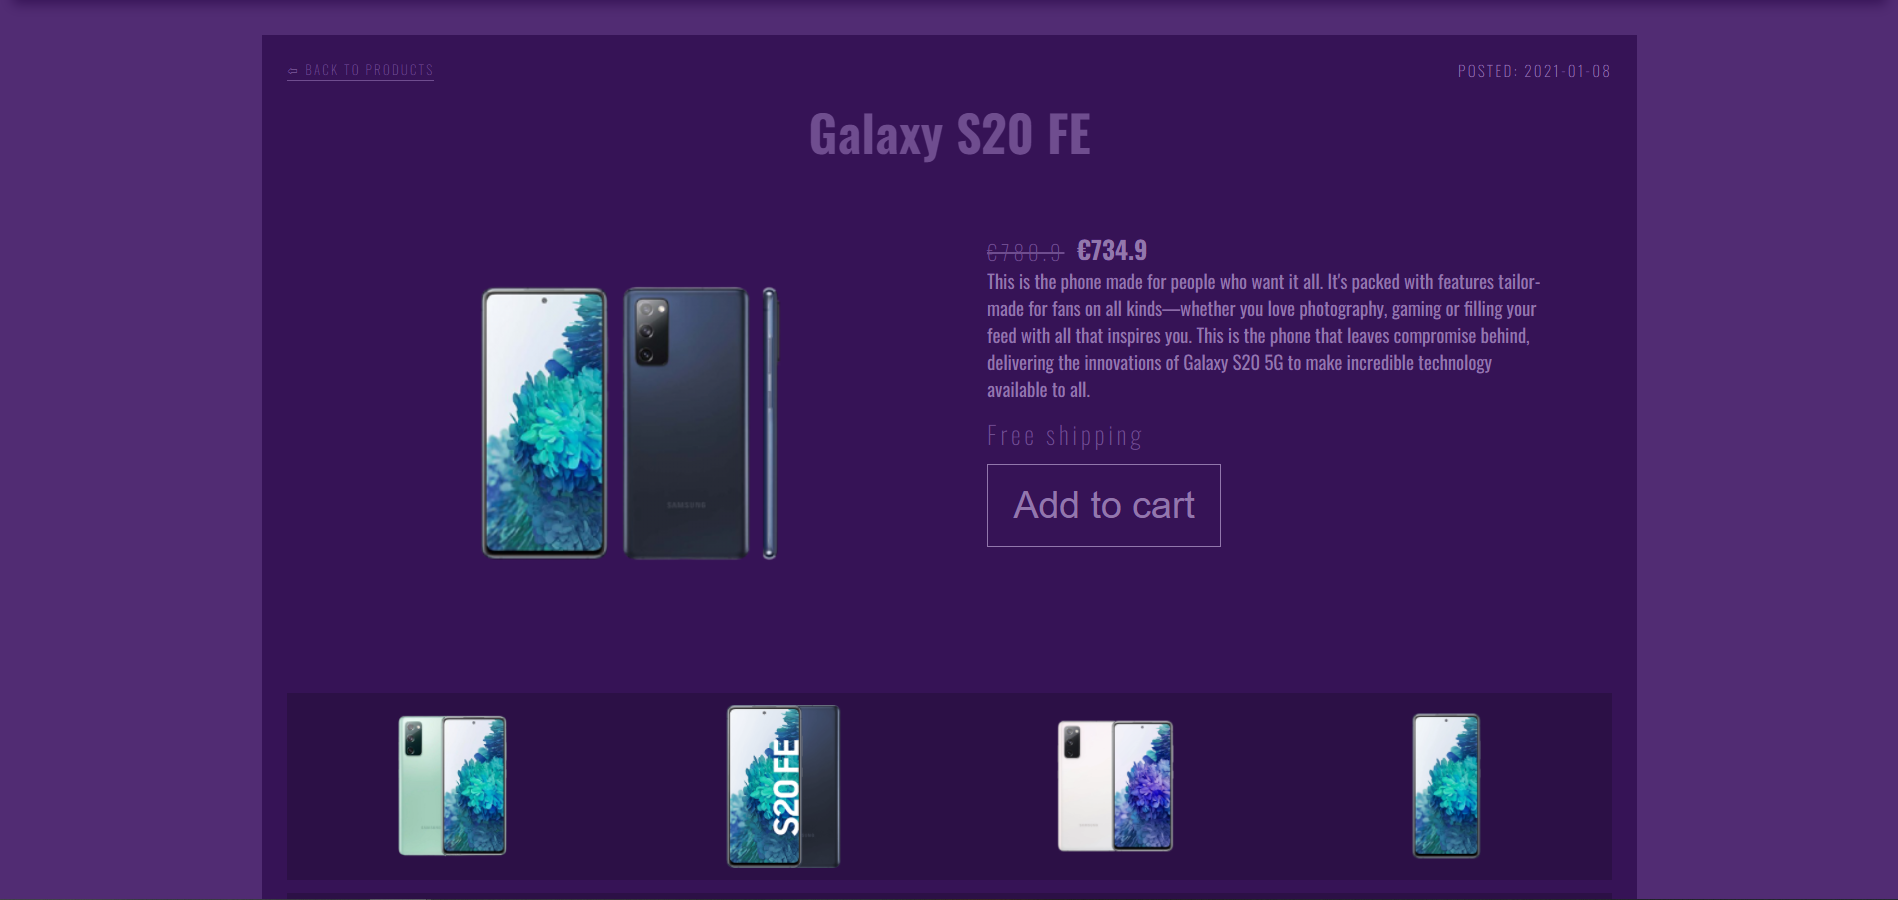 ⇦ BACK TO PRODUCTS
POSTED: 2021-01-08
Galaxy S20 FE
€789.9 €734.9
This is the phone made for people who want it all. It's packed with features tailor-
made for fans on all kinds—whether you love photography, gaming or filling your
feed with all that inspires you. This is the phone that leaves compromise behind,
delivering the innovations of Galaxy S20 5G to make incredible technology
available to all.
Free shipping
Add to cart
SAMSUNG
S20 FE